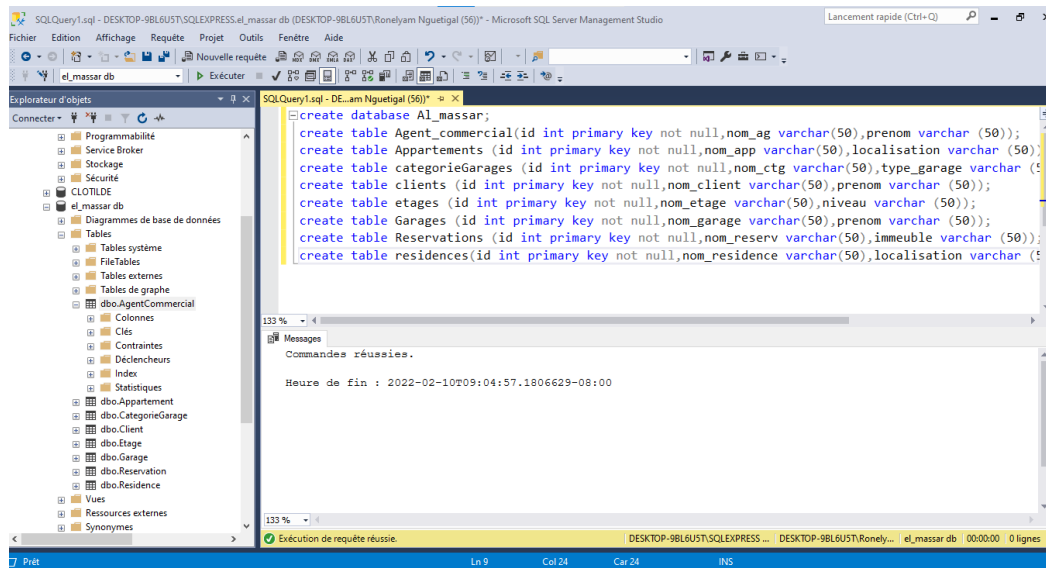 SQLQuery1.sql - DESKTOP-9BL6U5T\SQLEXPRESS.el_massar db (DESKTOP-9BL6U5T\Ronelyam Nguetigal (56))* - Microsoft SQL Server Management Studio
Lancement rapide (Ctrl+Q)
Fichier Edition Affichage Requête Projet Outils Fenêtre Aide
Nouvelle requête
el_massar db Exécuter
Explorateur d'objets
SQLQuery1.sql - DE...am Nguetigal (56))*
Connecter
Programmabilité
Service Broker
Stockage
Sécurité
CLOTILDE
el_massar db
Diagrammes de base de données
Tables
Tables système
FileTables
Tables externes
Tables de graphe
dbo.AgentCommercial
Colonnes
Clés
Contraintes
Déclencheurs
Index
Statistiques
dbo.Appartement
dbo.CategorieGarage
dbo.Client
dbo.Etage
dbo.Garage
dbo.Reservation
dbo.Residence
Vues
Ressources externes
Synonymes
create database Al_massar;
create table Agent_commercial(id int primary key not null,nom_ag varchar(50),prenom varchar (50));
create table Appartements (id int primary key not null,nom_app varchar(50),localisation varchar (50))
create table categorieGarages (id int primary key not null,nom_ctg varchar(50),type_garage varchar (5
create table clients (id int primary key not null,nom_client varchar(50),prenom varchar (50));
create table etages (id int primary key not null,nom_etage varchar(50),niveau varchar (50));
create table Garages (id int primary key not null,nom_garage varchar(50),prenom varchar (50));
create table Reservations (id int primary key not null,nom_reserv varchar(50),immeuble varchar (50));
create table residences(id int primary key not null,nom_residence varchar(50),localisation varchar (5
133 %
Messages
Commandes réussies.
Heure de fin : 2022-02-10T09:04:57.1806629-08:00
133 %
Exécution de requête réussie.
DESKTOP-9BL6U5T\SQLEXPRESS ... DESKTOP-9BL6U5T\Ronely... el_massar db 00:00:00 0 lignes
Prêt Ln 9 Col 24 Car 24 INS